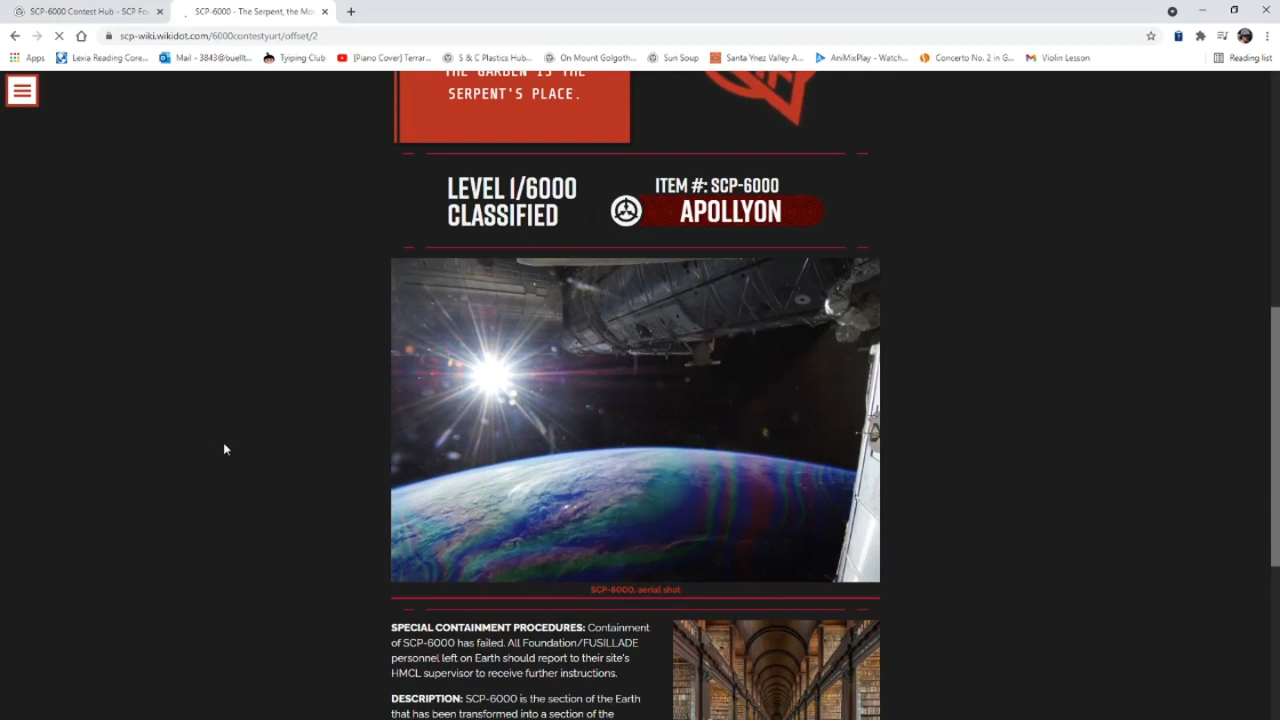 SCP-6000 Contest Hub - SCP Fo
SCP-6000 - The Serpent, the Mo
scp-wiki.wikidot.com/6000contestyurt/offset/2
Apps
Lexia Reading Core...
Mail - 3843@buellt...
Tyiping Club
[Piano Cover] Terrar...
S & C Plastics Hub...
On Mount Golgoth...
Sun Soup
Santa Ynez Valley A...
AniMixPlay - Watch...
Concerto No. 2 in G...
Violin Lesson
Reading list
THE GARDEN IS THE
SERPENT'S PLACE.
LEVEL 1/6000
CLASSIFIED
ITEM #: SCP-6000
APOLLYON
SCP-6000, aerial shot
SPECIAL CONTAINMENT PROCEDURES: Containment
of SCP-6000 has failed. All Foundation/FUSILLADE
personnel left on Earth should report to their site's
HMCL supervisor to receive further instructions.
DESCRIPTION: SCP-6000 is the section of the Earth
that has been transformed into a section of the